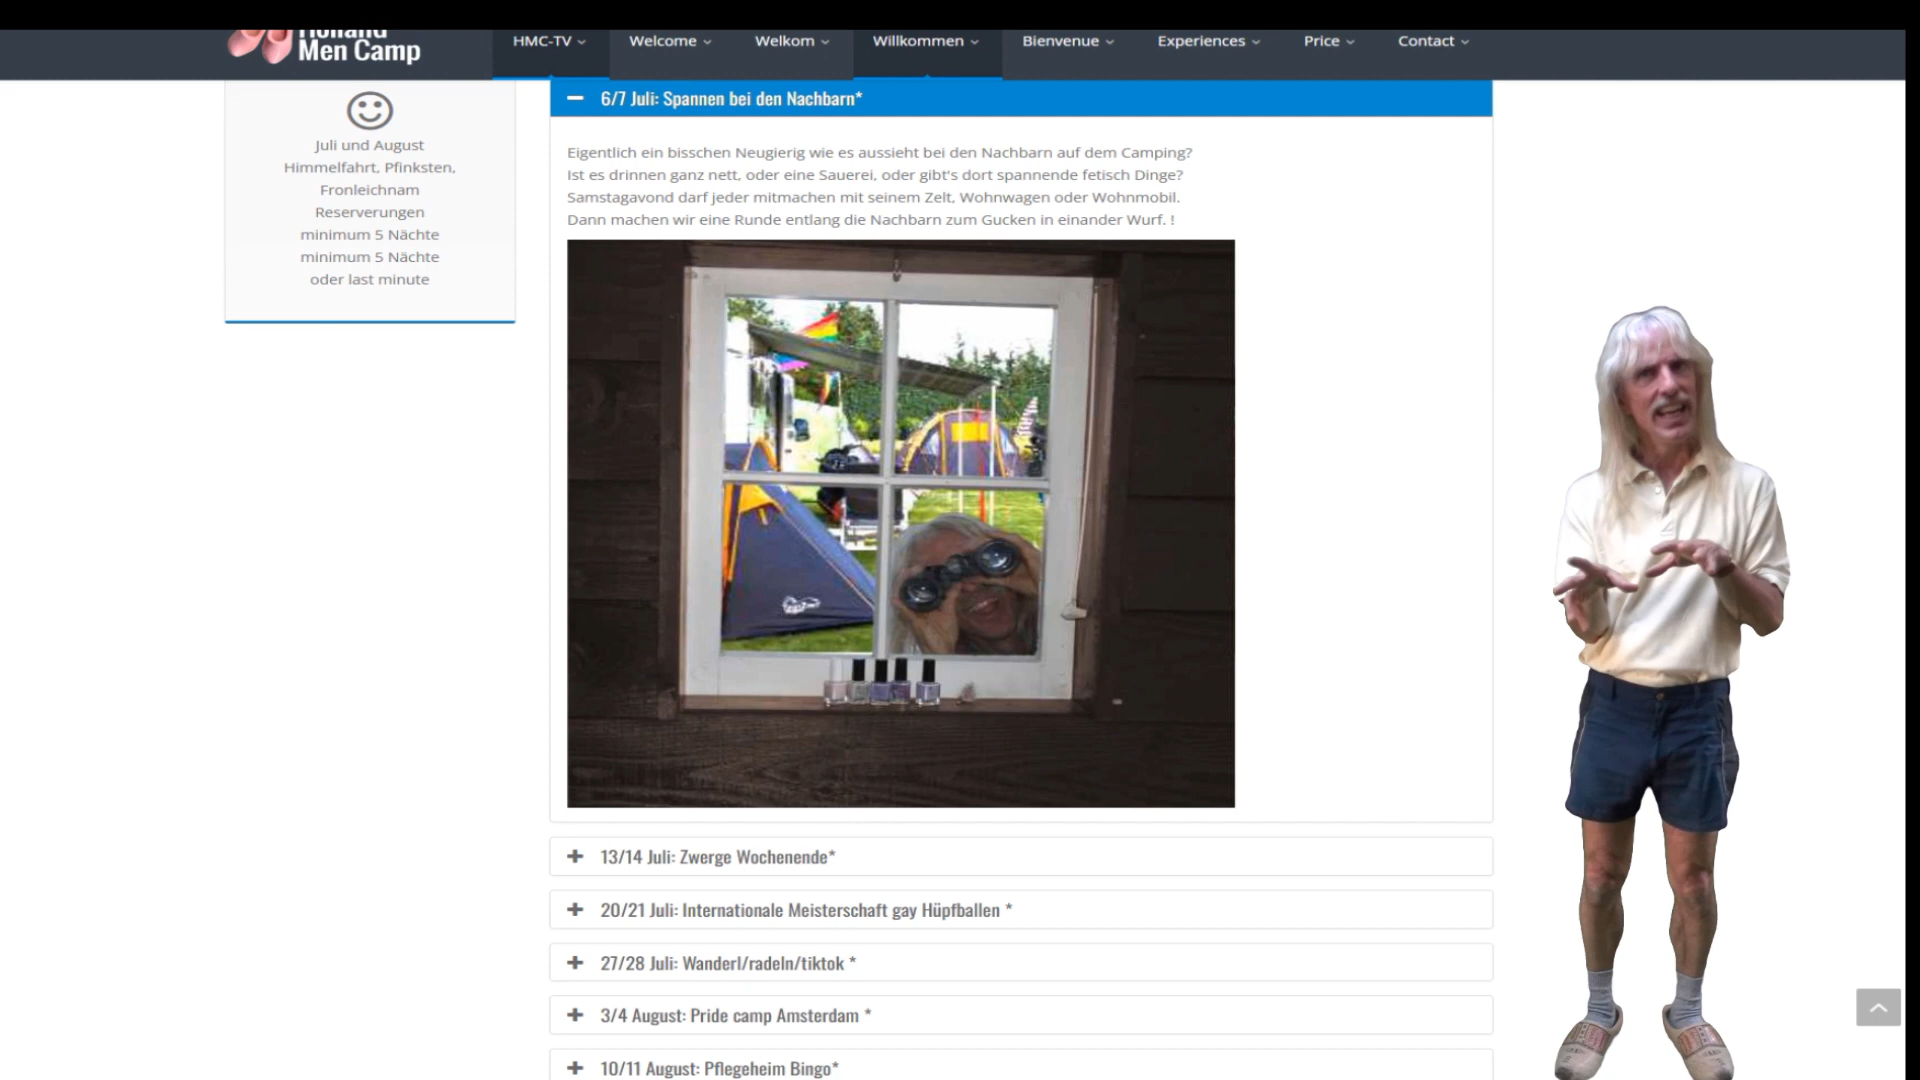 Men Camp
HMC-TV
Welcome
Welkom
Willkommen
Bienvenue
Experiences
Price
Contact
Juli und August
Himmelfahrt, Pfinksten,
Fronleichnam
Reserverungen
minimum 5 Nächte
minimum 5 Nächte
oder last minute
6/7 Juli: Spannen bei den Nachbarn*
Eigentlich ein bisschen Neugierig wie es aussieht bei den Nachbarn auf dem Camping?
Ist es drinnen ganz nett, oder eine Sauerei, oder gibt's dort spannende fetisch Dinge?
Samstagavond darf jeder mitmachen mit seinem Zelt, Wohnwagen oder Wohnmobil.
Dann machen wir eine Runde entlang die Nachbarn zum Gucken in einander Wurf. !
13/14 Juli: Zwerge Wochenende*
20/21 Juli: Internationale Meisterschaft gay Hüpfballen *
27/28 Juli: Wanderl/radeln/tiktok *
3/4 August: Pride camp Amsterdam *
10/11 August: Pflegeheim Bingo*